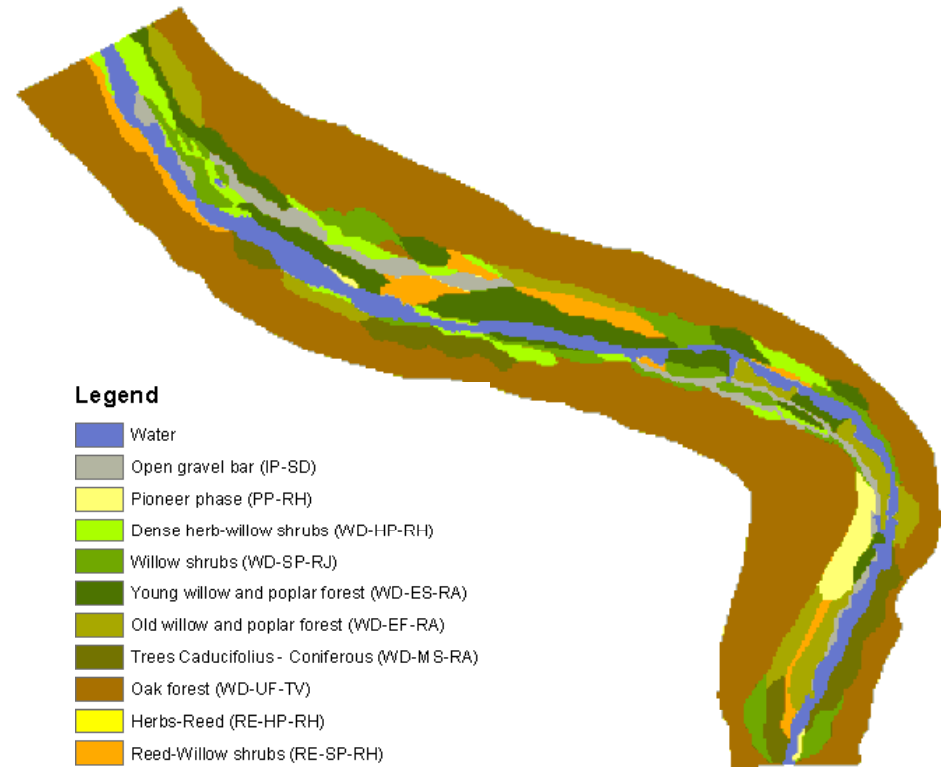 Legend
Water
Open gravel bar (IP-SD)
Pioneer phase (PP-RH)
Dense herb-willow shrubs (WD-HP-RH)
Willow shrubs (WD-SP-RJ)
Young willow and poplar forest (WD-ES-RA)
Old willow and poplar forest (WD-EF-RA)
Trees Caducifolius - Coniferous (WD-MS-RA)
Oak forest (WD-UF-TV)
Herbs-Reed (RE-HP-RH)
Reed-Willow shrubs (RE-SP-RH)